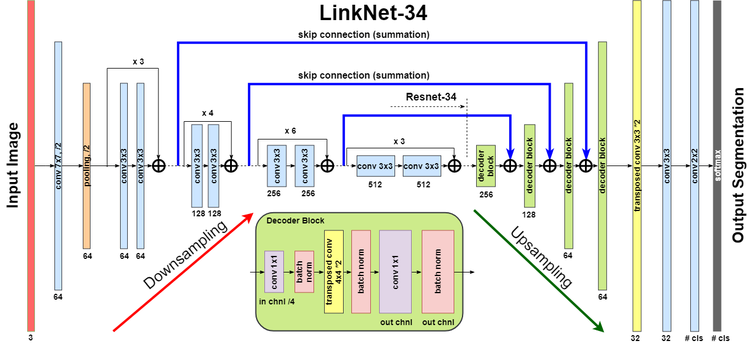 LinkNet-34
skip connection (summation)
skip connection (summation)
Resnet-34
x 3
x 4
x 6
x 3
Input Image
3
conv 7x7, /2
64
pooling, /2
64
conv 3x3
64
conv 3x3
64
conv 3x3
128
conv 3x3
128
conv 3x3
256
conv 3x3
256
conv 3x3
512
conv 3x3
512
decoder
block
256
decoder block
128
decoder block
64
decoder block
64
transposed conv 3x3 *2
32
conv 3x3
32
conv 2x2
# cls
softmax
# cls
Output Segmentation
Downsampling
Upsampling
Decoder Block
conv 1x1
in chnl /4
batch
norm
transposed conv
4x4 *2
batch norm
conv 1x1
out chnl
batch norm
out chnl